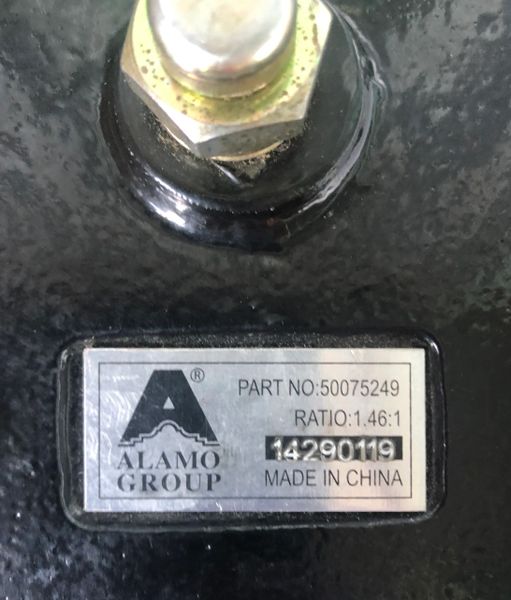 A®
ALAMO
GROUP
PART NO:50075249
RATIO:1.46:1
14290119
MADE IN CHINA